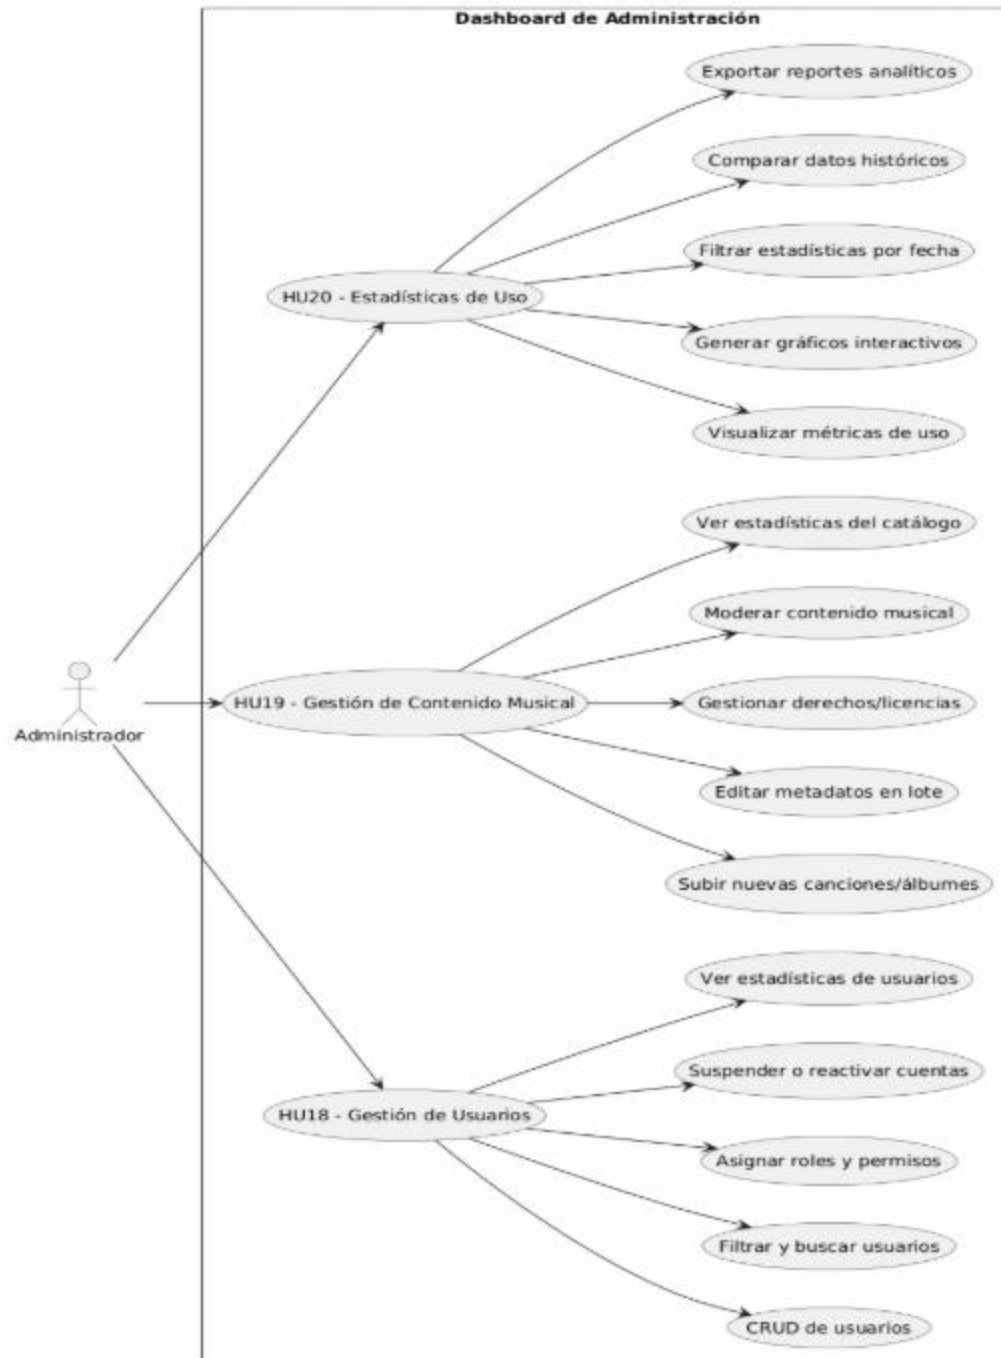 Dashboard de Administración
Exportar reportes analíticos
Comparar datos históricos
Filtrar estadísticas por fecha
HU20 - Estadísticas de Uso
Generar gráficos interactivos
Visualizar métricas de uso
Ver estadísticas del catálogo
Moderar contenido musical
HU19 - Gestión de Contenido Musical
Gestionar derechos/licencias
Administrador
Editar metadatos en lote
Subir nuevas canciones/álbumes
Ver estadísticas de usuarios
Suspender o reactivar cuentas
HU18 - Gestión de Usuarios
Asignar roles y permisos
Filtrar y buscar usuarios
CRUD de usuarios